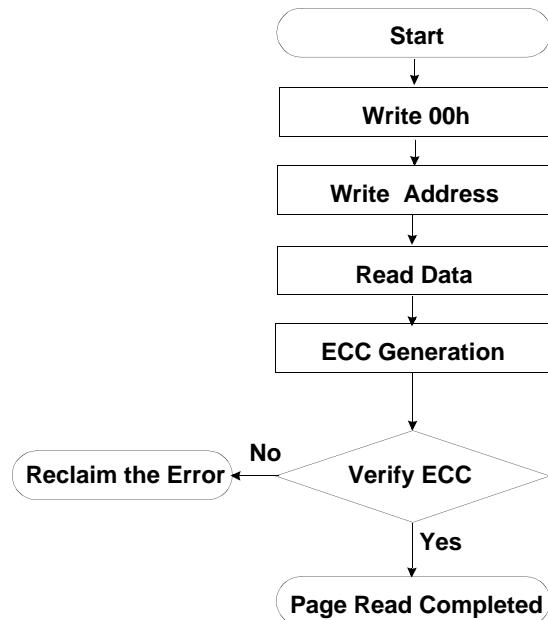 Start
Write 00h
Write Address
Read Data
ECC Generation
No
Reclaim the Error
Verify ECC
Yes
Page Read Completed